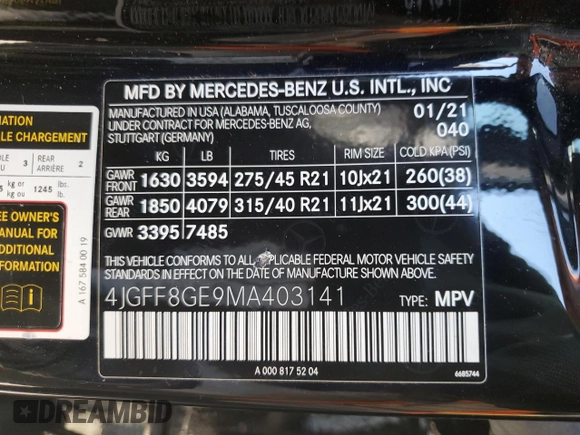 MFD BY MERCEDES-BENZ U.S. INTL., INC
MANUFACTURED IN USA (ALABAMA, TUSCALOOSA COUNTY) 01/21
UNDER CONTRACT FOR MERCEDES-BENZ AG, 040
STUTTGART (GERMANY)
KG LB TIRES RIM SIZE COLD KPA(PSI)
GAWR FRONT 1630 3594 275/45 R21 10Jx21 260(38)
GAWR REAR 1850 4079 315/40 R21 11Jx21 300(44)
GVWR 3395 7485
THIS VEHICLE CONFORMS TO ALL APPLICABLE FEDERAL MOTOR VEHICLE SAFETY
STANDARDS IN EFFECT ON THE DATE OF MANUFACTURE SHOWN ABOVE.
4JGFF8GE9MA403141 TYPE: MPV
A 000 817 52 04 6685744
MATION
CHARGEMENT
3 REAR ARRIÈRE 2
kg or ou 1245 lbs. lb.
OWNER'S
MANUAL FOR
ADDITIONAL
INFORMATION
A 167 584 00 19
DREAMBID